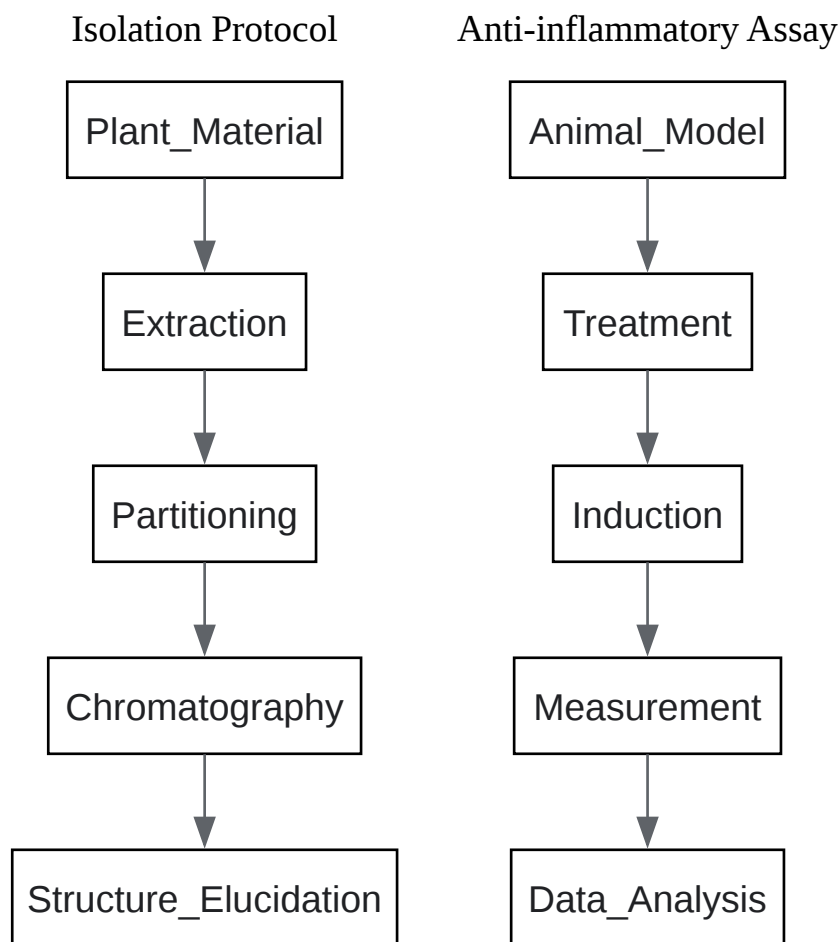 Isolation Protocol
Plant_Material
Extraction
Partitioning
Chromatography
Structure_Elucidation
Anti-inflammatory Assay
Animal_Model
Treatment
Induction
Measurement
Data_Analysis